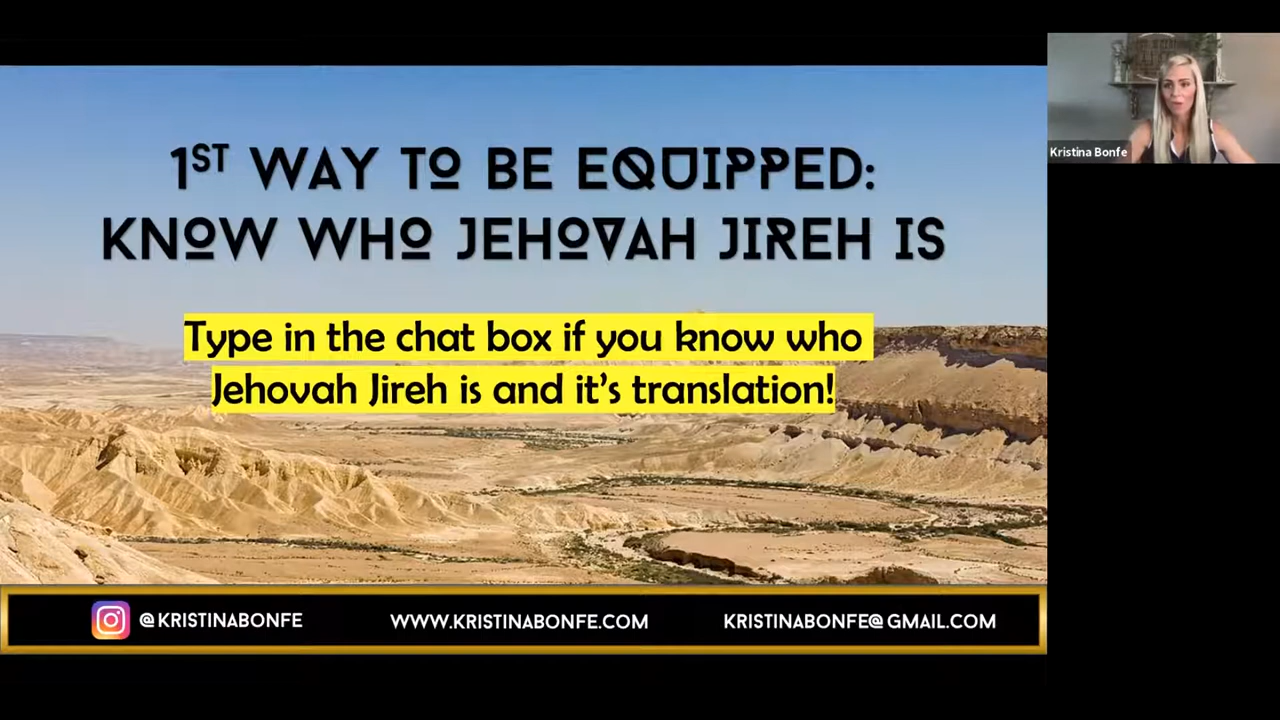 1ST WAY TO BE EQUIPPED:
KNOW WHO JEHOVAH JIREH IS
Type in the chat box if you know who
Jehovah Jireh is and it's translation!
@KRISTINABONFE
WWW.KRISTINABONFE.COM
KRISTINABONFE@GMAIL.COM
Kristina Bonfe